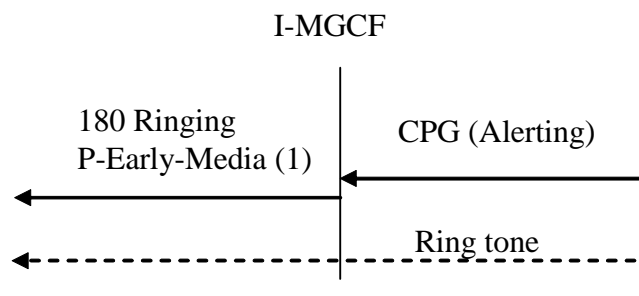 I-MGCF
180 Ringing
P-Early-Media (1)
CPG (Alerting)
Ring tone